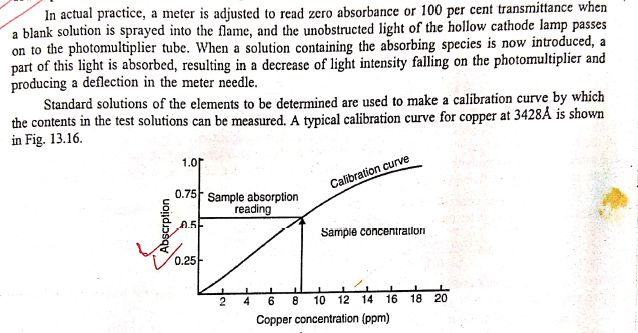 In actual practice, a meter is adjusted to read zero absorbance or 100 per cent transmittance when
a blank solution is sprayed into the flame, and the unobstructed light of the hollow cathode lamp passes
on to the photomultiplier tube. When a solution containing the absorbing species is now introduced, a
part of this light is absorbed, resulting in a decrease of light intensity falling on the photomultiplier and
producing a deflection in the meter needle.
Standard solutions of the elements to be determined are used to make a calibration curve by which
the contents in the test solutions can be measured. A typical calibration curve for copper at 3428Å is shown
in Fig. 13.16.
1.0
Calibration curve
0.75
Sample absorption
reading
Absorption
0.5
Sample concentration
0.25
2 4 6 8 10 12 14 16 18 20
Copper concentration (ppm)